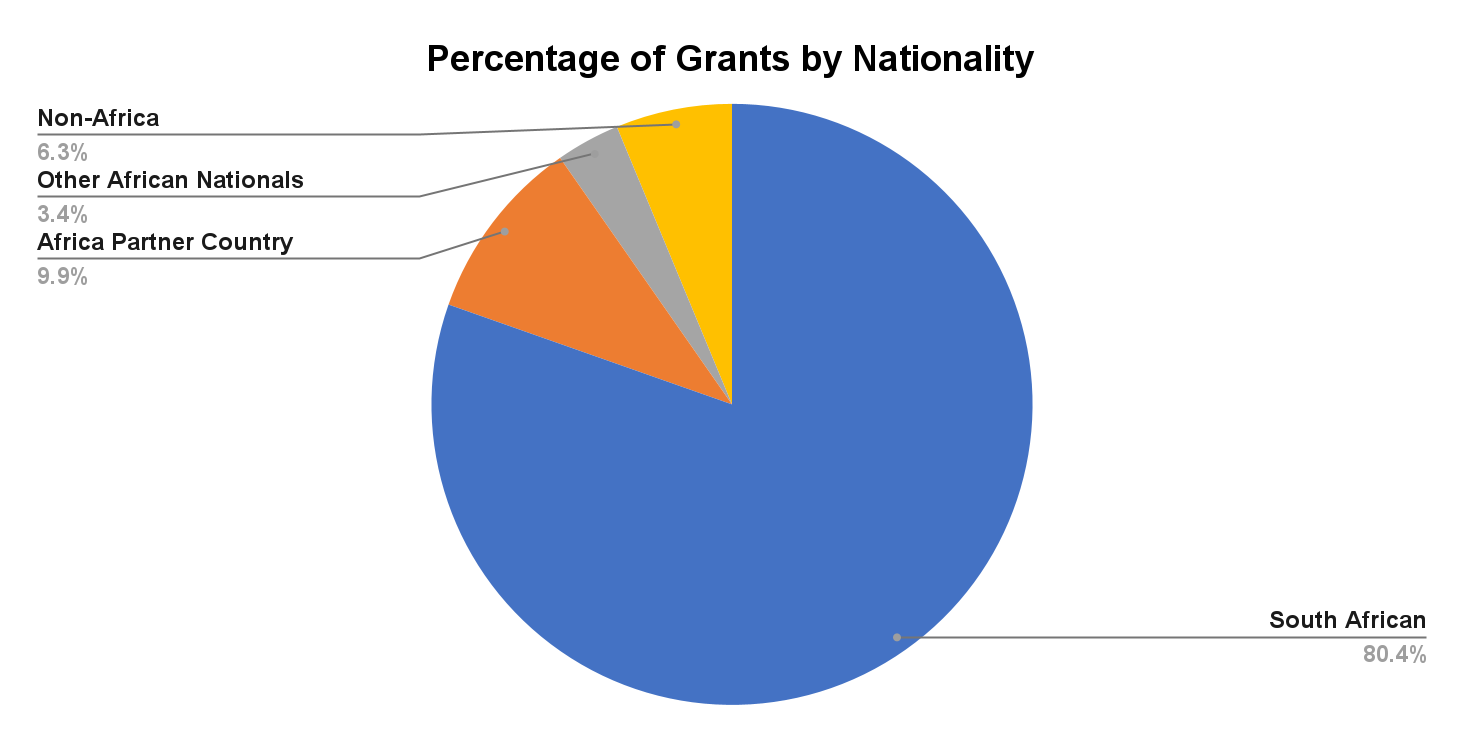 Percentage of Grants by Nationality
Non-Africa
6.3%
Other African Nationals
3.4%
Africa Partner Country
9.9%
South African
80.4%